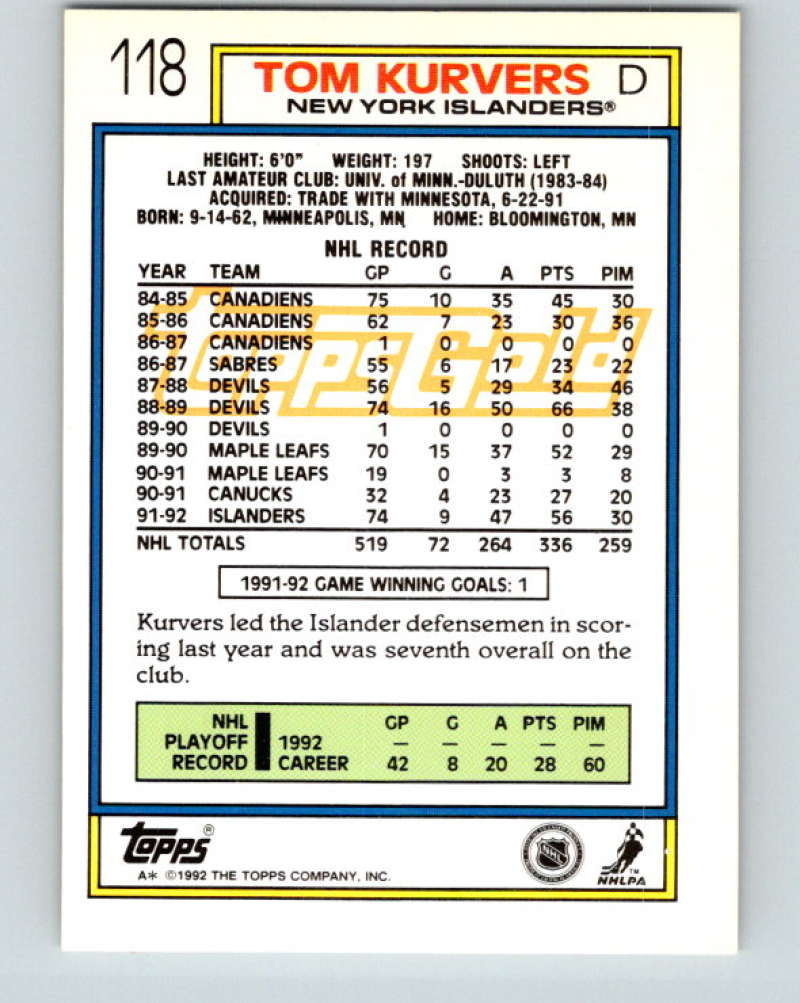 118
TOM KURVERS D
NEW YORK ISLANDERS®
HEIGHT: 6'0" WEIGHT: 197 SHOOTS: LEFT
LAST AMATEUR CLUB: UNIV. of MINN.-DULUTH (1983-84)
ACQUIRED: TRADE WITH MINNESOTA, 6-22-91
BORN: 9-14-62, MINNEAPOLIS, MN HOME: BLOOMINGTON, MN
NHL RECORD
YEAR TEAM GP G A PTS PIM
84-85 CANADIENS 75 10 35 45 30
85-86 CANADIENS 62 7 23 30 36
86-87 CANADIENS 1 0 0 0 0
86-87 SABRES 55 6 17 23 22
87-88 DEVILS 56 5 29 34 46
88-89 DEVILS 74 16 50 66 38
89-90 DEVILS 1 0 0 0 0
89-90 MAPLE LEAFS 70 15 37 52 29
90-91 MAPLE LEAFS 19 0 3 3 8
90-91 CANUCKS 32 4 23 27 20
91-92 ISLANDERS 74 9 47 56 30
NHL TOTALS 519 72 264 336 259
ToppsGold
1991-92 GAME WINNING GOALS: 1
Kurvers led the Islander defensemen in scor-
ing last year and was seventh overall on the
club.
NHL GP G A PTS PIM
PLAYOFF 1992 — — — — —
RECORD CAREER 42 8 20 28 60
Topps®
A* ©1992 THE TOPPS COMPANY, INC.
NHL
NHLPA™